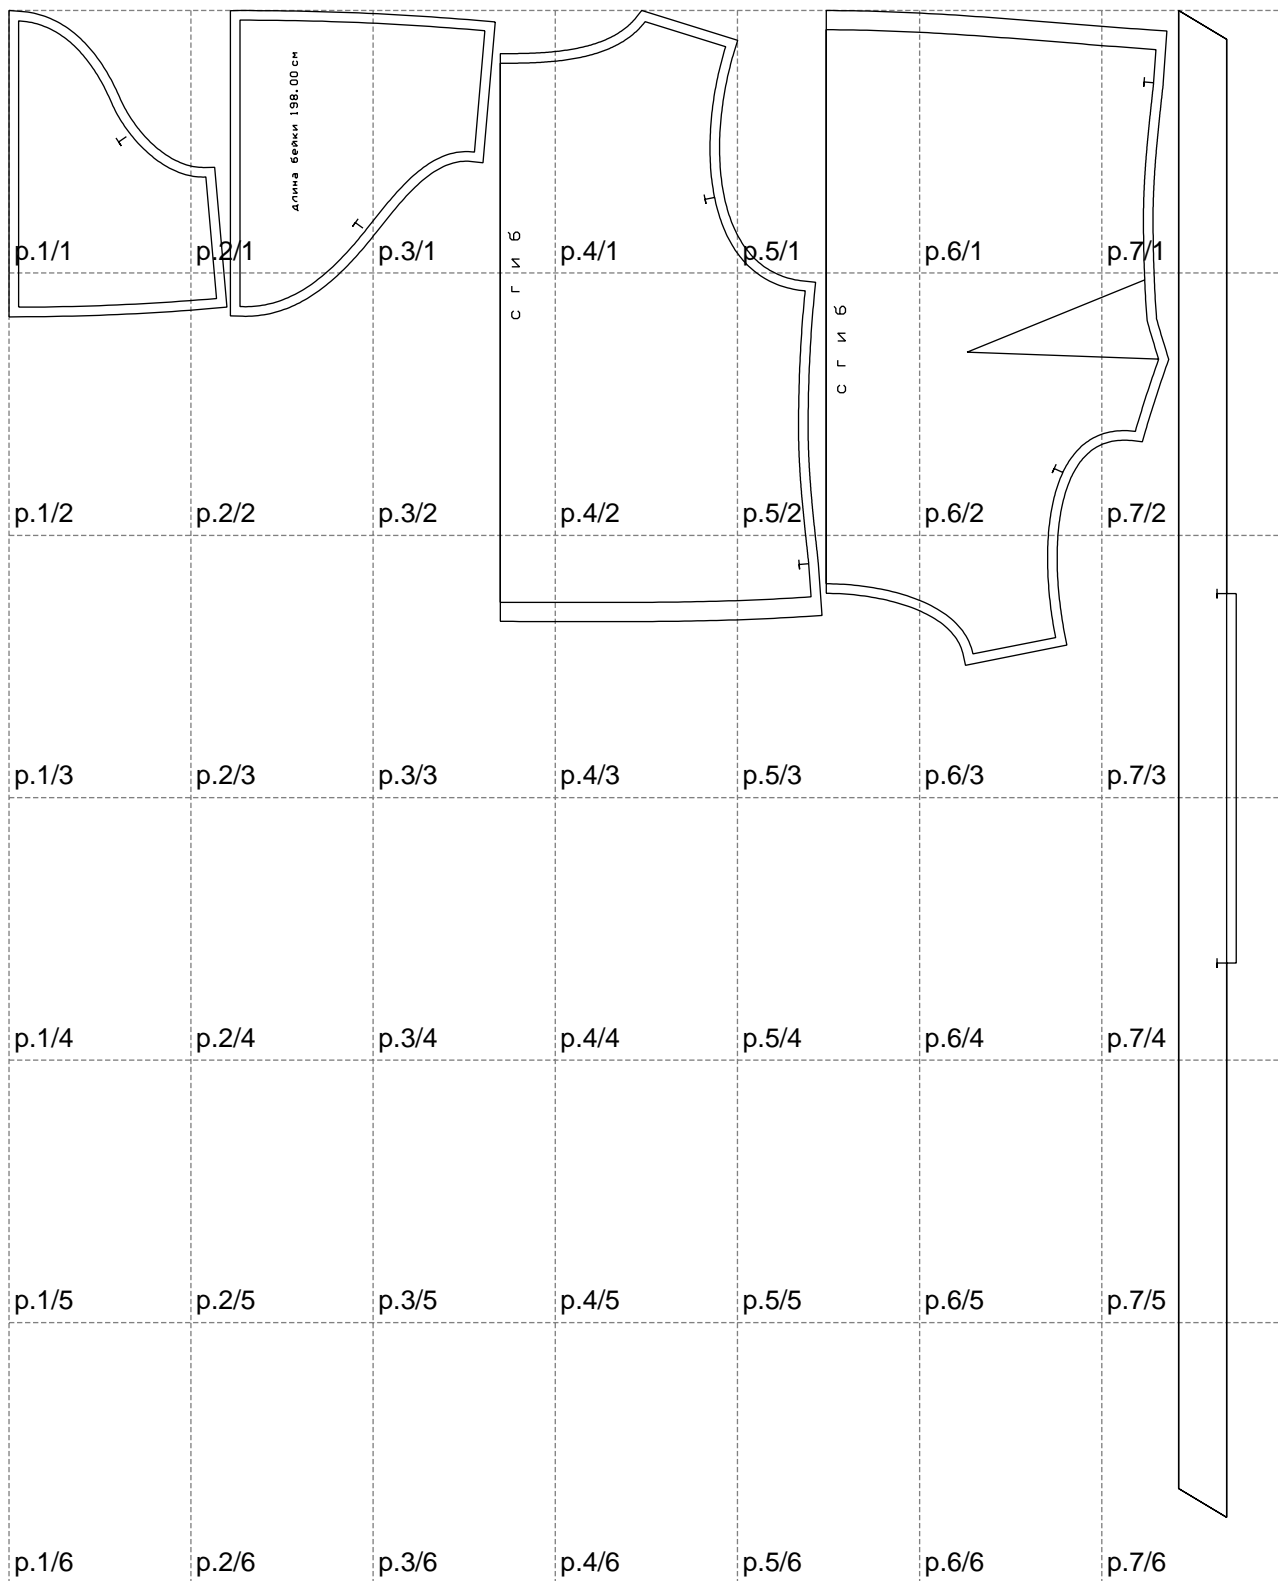 длина бейки 198.00см
сгиб
сгиб
p.1/1 p.2/1 p.3/1 p.4/1 p.5/1 p.6/1 p.7/1
p.1/2 p.2/2 p.3/2 p.4/2 p.5/2 p.6/2 p.7/2
p.1/3 p.2/3 p.3/3 p.4/3 p.5/3 p.6/3 p.7/3
p.1/4 p.2/4 p.3/4 p.4/4 p.5/4 p.6/4 p.7/4
p.1/5 p.2/5 p.3/5 p.4/5 p.5/5 p.6/5 p.7/5
p.1/6 p.2/6 p.3/6 p.4/6 p.5/6 p.6/6 p.7/6